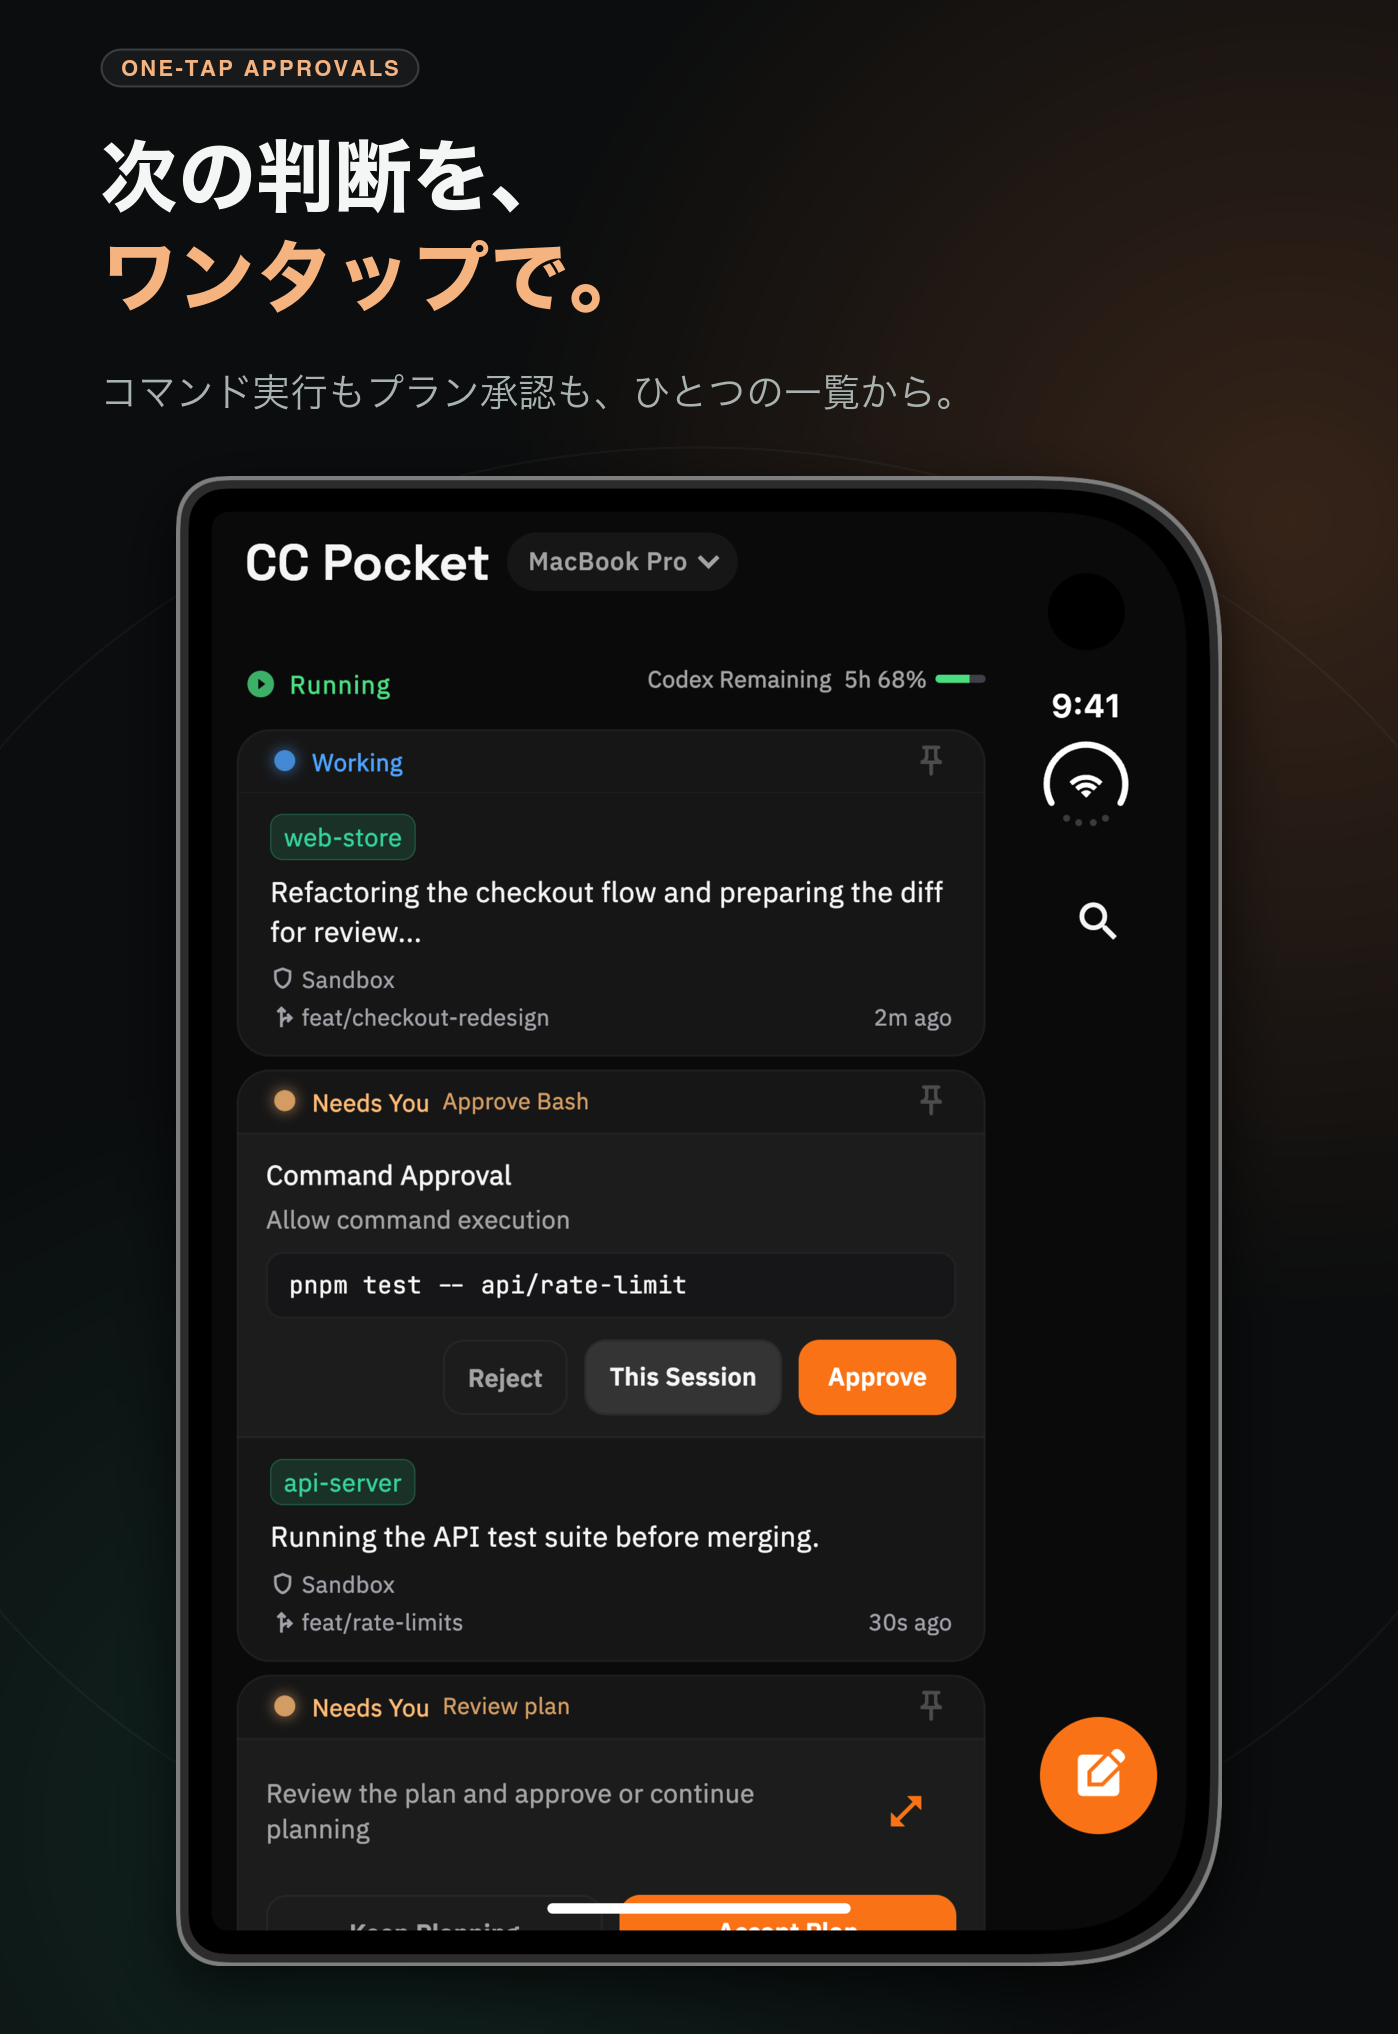 ONE-TAP APPROVALS
次の判断を、
ワンタップで。
コマンド実行もプラン承認も、ひとつの一覧から。
CC Pocket
MacBook Pro
Running
Codex Remaining 5h 68%
9:41
Working
web-store
Refactoring the checkout flow and preparing the diff
for review...
Sandbox
feat/checkout-redesign
2m ago
Needs You Approve Bash
Command Approval
Allow command execution
pnpm test -- api/rate-limit
Reject
This Session
Approve
api-server
Running the API test suite before merging.
Sandbox
feat/rate-limits
30s ago
Needs You Review plan
Review the plan and approve or continue
planning
Keep Planning
Accept Plan